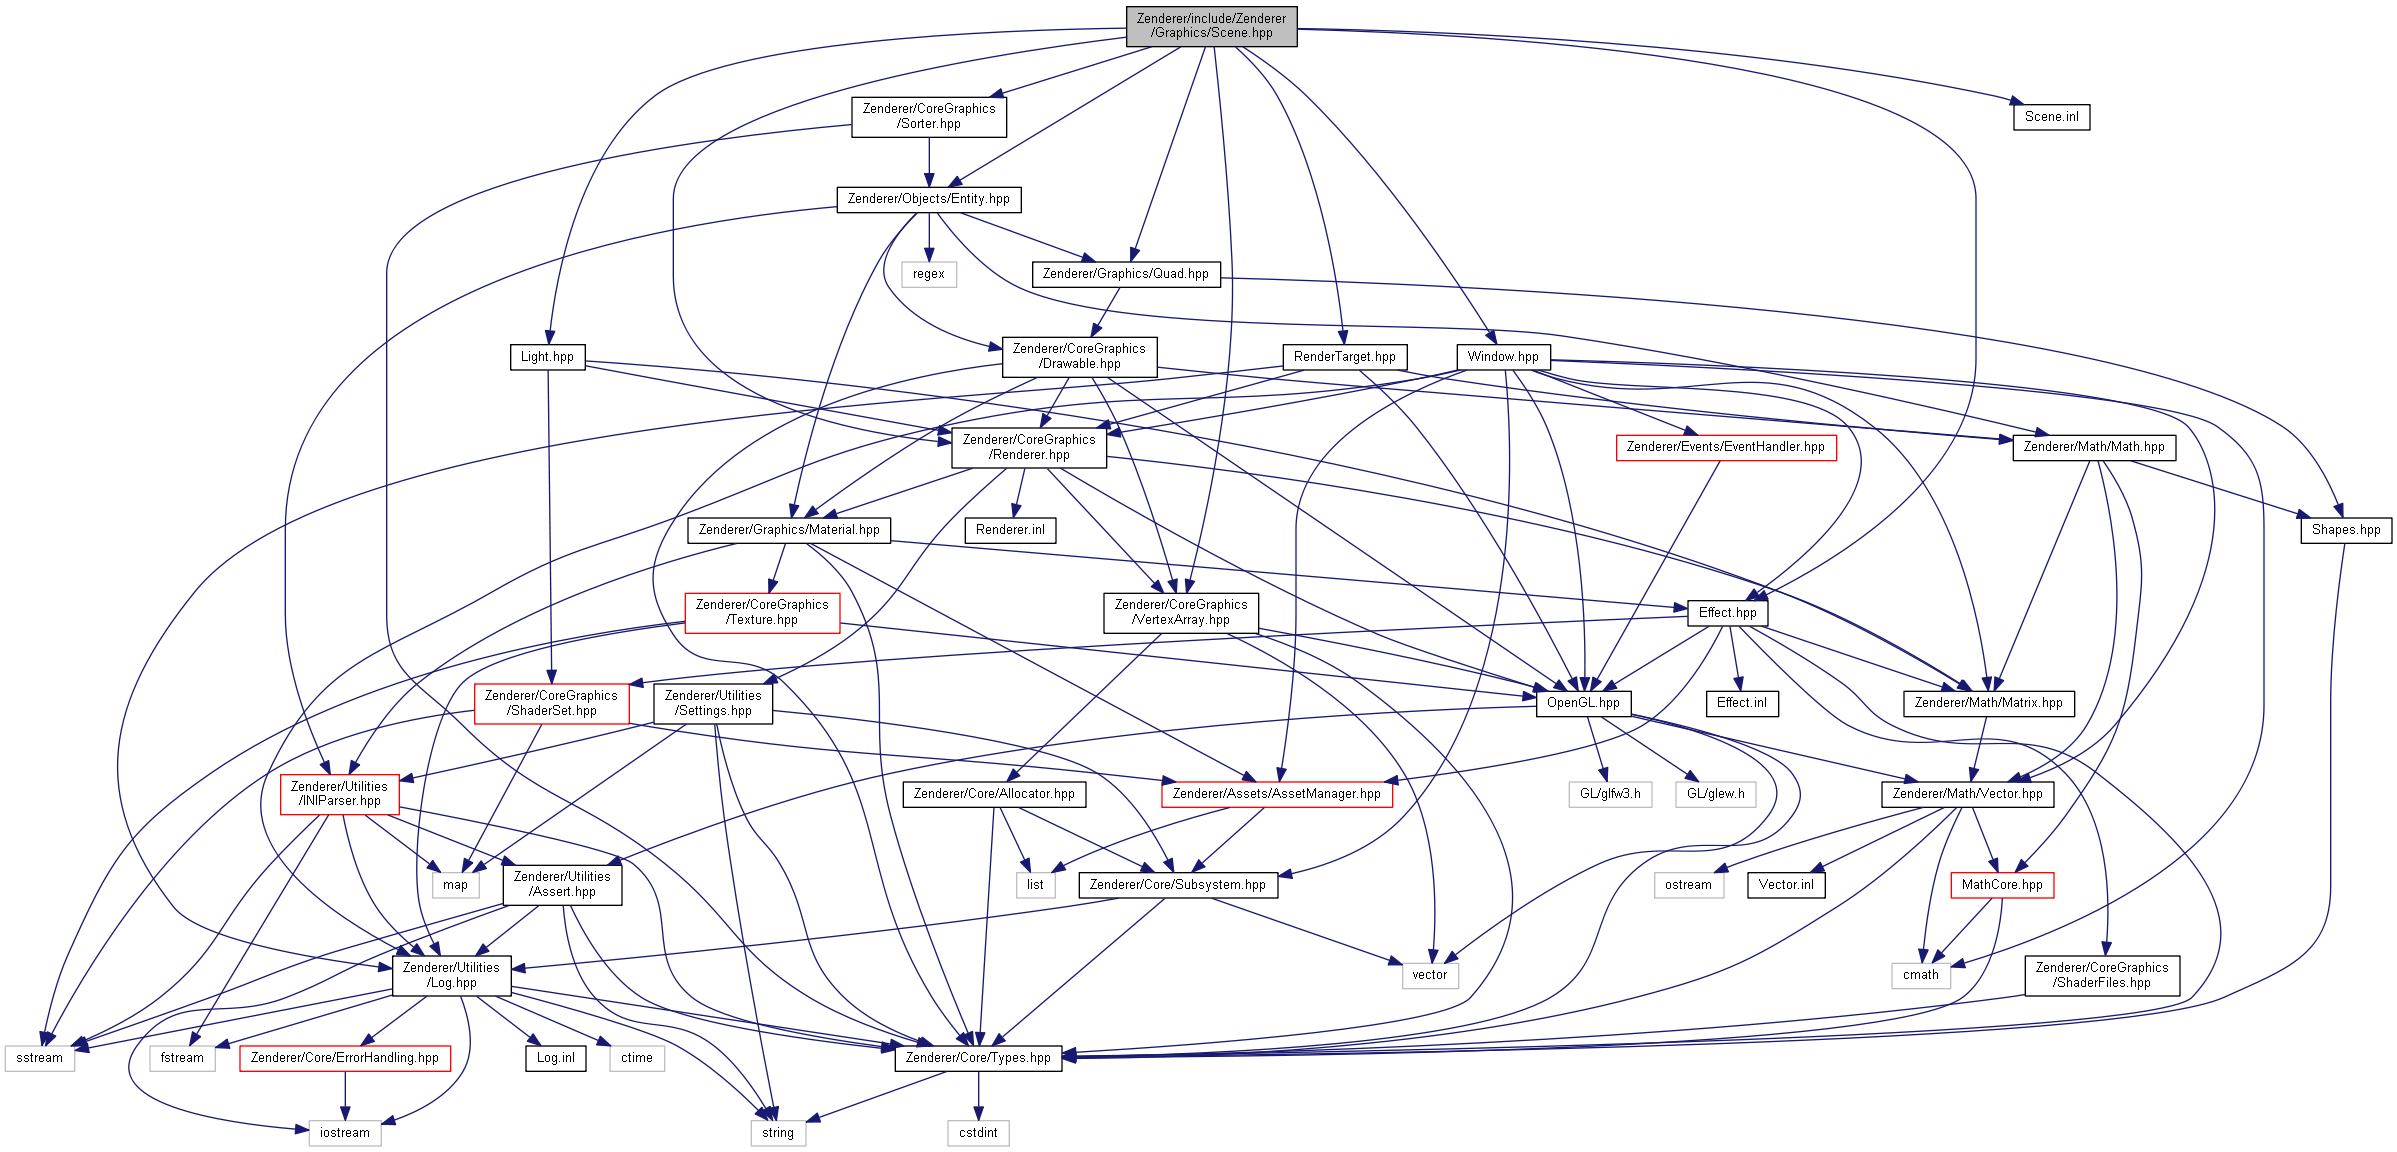 Zenderer/include/Zenderer
/Graphics/Scene.hpp
Scene.inl
Zenderer/CoreGraphics
/Sorter.hpp
Zenderer/Objects/Entity.hpp
regex
Zenderer/Graphics/Quad.hpp
Light.hpp
Zenderer/CoreGraphics
/Drawable.hpp
RenderTarget.hpp
Window.hpp
Zenderer/CoreGraphics
/Renderer.hpp
Zenderer/Events/EventHandler.hpp
Zenderer/Math/Math.hpp
Zenderer/Graphics/Material.hpp
Renderer.inl
Shapes.hpp
Zenderer/CoreGraphics
/Texture.hpp
Zenderer/CoreGraphics
/VertexArray.hpp
Effect.hpp
Zenderer/CoreGraphics
/ShaderSet.hpp
Zenderer/Utilities
/Settings.hpp
OpenGL.hpp
Effect.inl
Zenderer/Math/Matrix.hpp
Zenderer/Utilities
/INIParser.hpp
Zenderer/Core/Allocator.hpp
Zenderer/Assets/AssetManager.hpp
GL/glfw3.h
GL/glew.h
Zenderer/Math/Vector.hpp
map
Zenderer/Utilities
/Assert.hpp
list
Zenderer/Core/Subsystem.hpp
ostream
Vector.inl
MathCore.hpp
Zenderer/Utilities
/Log.hpp
vector
cmath
Zenderer/CoreGraphics
/ShaderFiles.hpp
sstream
fstream
Zenderer/Core/ErrorHandling.hpp
Log.inl
ctime
Zenderer/Core/Types.hpp
iostream
string
cstdint